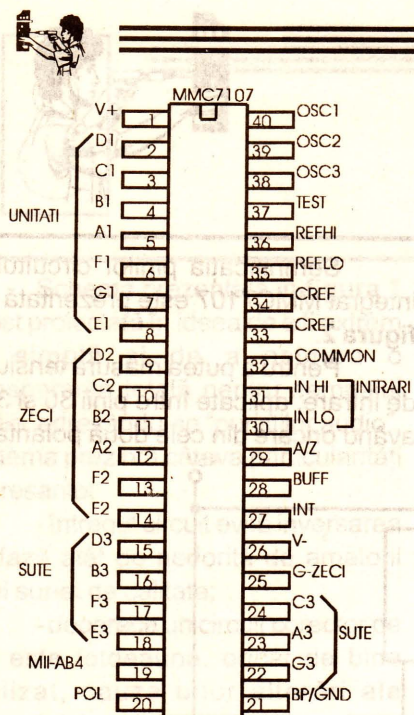 MMC7107
V+ 1 40 OSC1
D1 2 39 OSC2
C1 3 38 OSC3
B1 4 37 TEST
UNITATI
A1 5 36 REFHI
F1 6 35 REFLO
G1 7 34 CREF
E1 8 33 CREF
D2 9 32 COMMON
C2 10 31 IN HI INTRARI
ZECI
B2 11 30 IN LO
A2 12 29 A/Z
F2 13 28 BUFF
E2 14 27 INT
D3 15 26 V-
B3 16 25 G-ZECI
SUTE
F3 17 24 C3
E3 18 23 A3 SUTE
MII-AB4 19 22 G3
POL 20 21 BP/GND